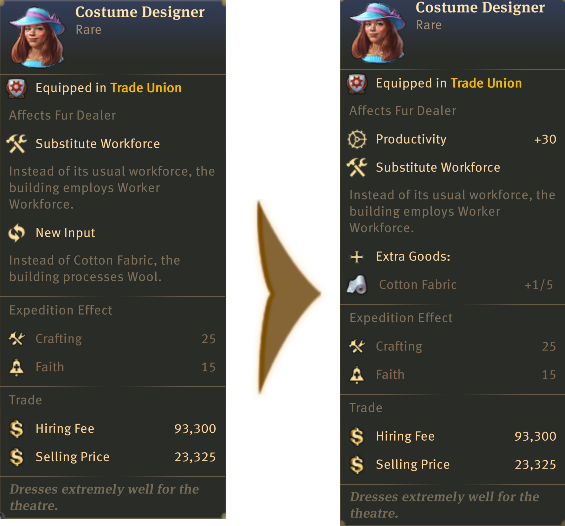 Costume Designer
Rare
Equipped in Trade Union
Affects Fur Dealer
Substitute Workforce
Instead of its usual workforce, the
building employs Worker
Workforce.
New Input
Instead of Cotton Fabric, the
building processes Wool.
Expedition Effect
Crafting 25
Faith 15
Trade
Hiring Fee 93,300
Selling Price 23,325
Dresses extremely well for the
theatre.
Costume Designer
Rare
Equipped in Trade Union
Affects Fur Dealer
Productivity +30
Substitute Workforce
Instead of its usual workforce, the
building employs Worker
Workforce.
Extra Goods:
Cotton Fabric +1/5
Expedition Effect
Crafting 25
Faith 15
Trade
Hiring Fee 93,300
Selling Price 23,325
Dresses extremely well for the
theatre.